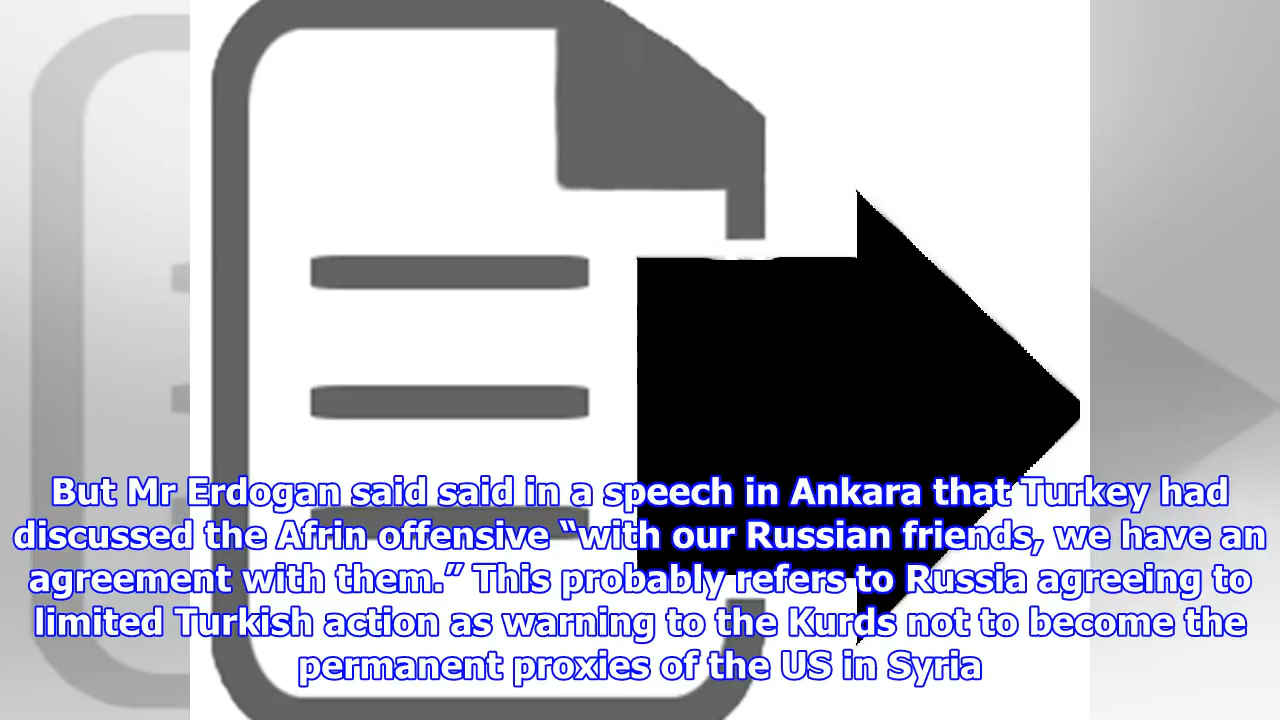 But Mr Erdogan said said in a speech in Ankara that Turkey had
discussed the Afrin offensive “with our Russian friends, we have an
agreement with them.” This probably refers to Russia agreeing to
limited Turkish action as warning to the Kurds not to become the
permanent proxies of the US in Syria